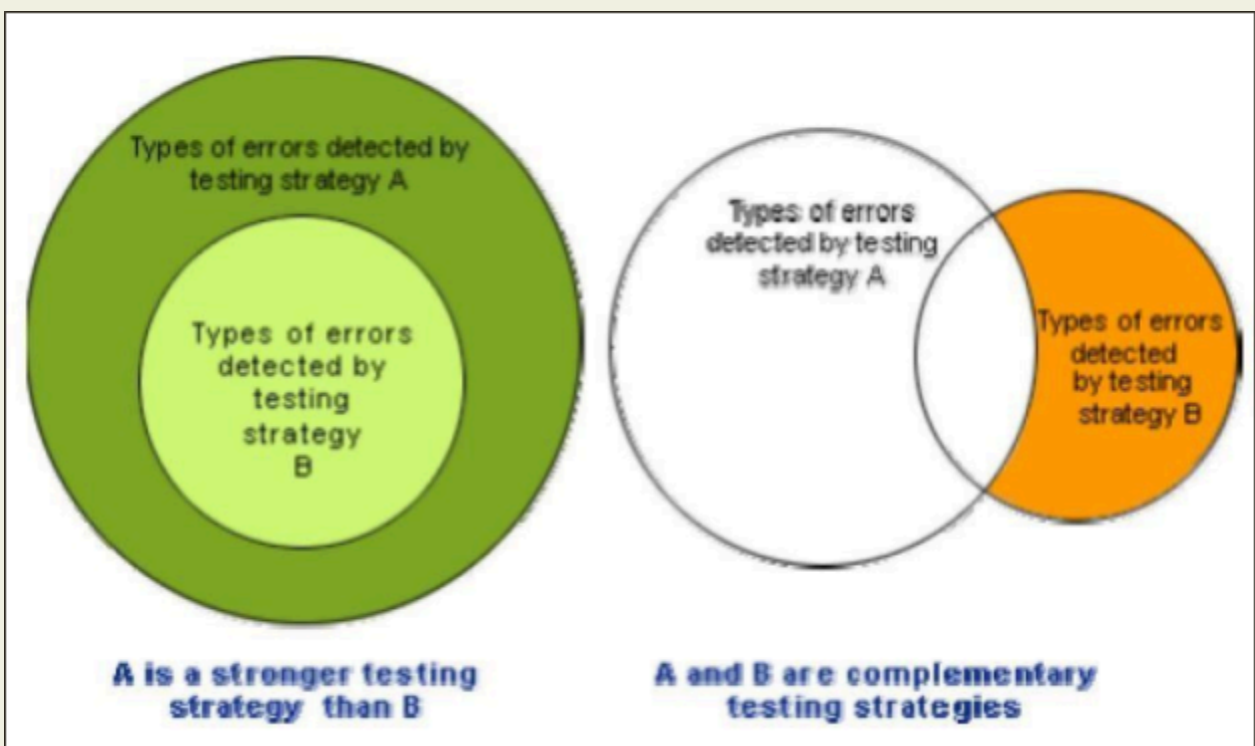 Types of errors detected by
testing strategy A
Types of errors
detected by
testing
strategy
B
A is a stronger testing
strategy than B
Types of errors
detected by testing
strategy A
Types of errors
detected
by testing
strategy B
A and B are complementary
testing strategies